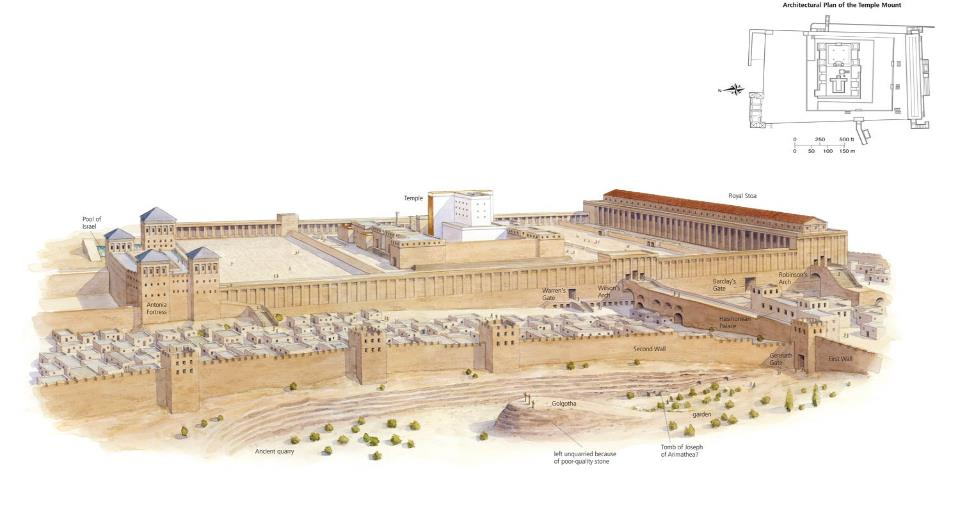 Architectural Plan of the Temple Mount
N
0 250 500 ft
0 50 100 150 m
Temple
Royal Stoa
Pool of
Israel
Antonia
Fortress
Warren's
Gate
Wilson's
Arch
Barclay's
Gate
Robinson's
Arch
Hasmonean
Palace
Second Wall
Gennath
Gate
First Wall
Golgotha
garden
Ancient quarry
left unquarried because
of poor-quality stone
Tomb of Joseph
of Arimathea?